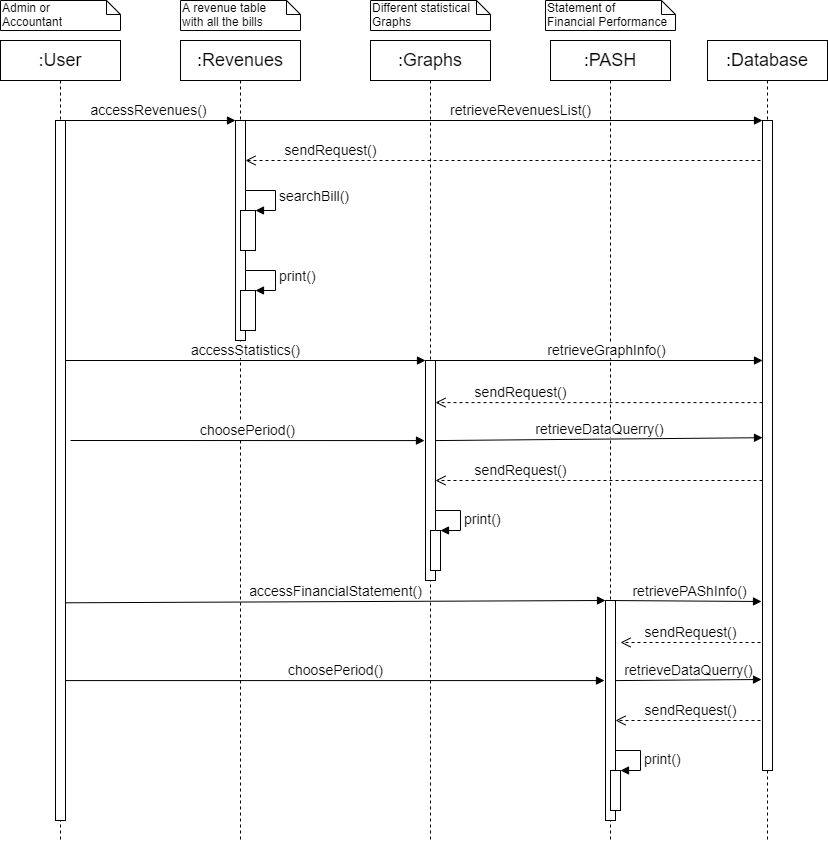 Admin or
Accountant
A revenue table
with all the bills
Different statistical
Graphs
Statement of
Financial Performance
:User
:Revenues
:Graphs
:PASH
:Database
accessRevenues()
retrieveRevenuesList()
sendRequest()
searchBill()
print()
accessStatistics()
retrieveGraphInfo()
sendRequest()
choosePeriod()
retrieveDataQuerry()
sendRequest()
print()
accessFinancialStatement()
retrievePAShInfo()
sendRequest()
choosePeriod()
retrieveDataQuerry()
sendRequest()
print()